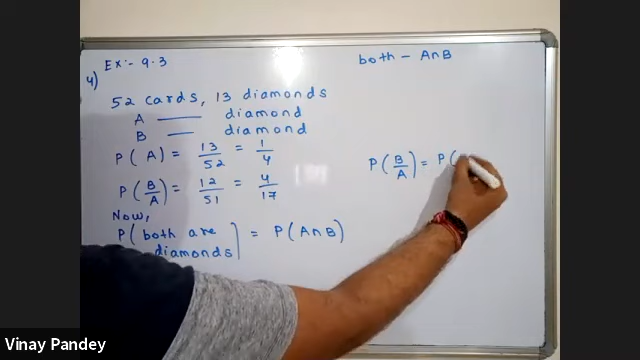 Ex:- 9.3
both - A∩B
4)
52 cards, 13 diamonds
A —— diamond
B —— diamond
P(A) = 13/52 = 1/4
P(B/A) = P(
P(B/A) = 12/51 = 4/17
Now,
P(both are diamonds) = P(A∩B)
Vinay Pandey